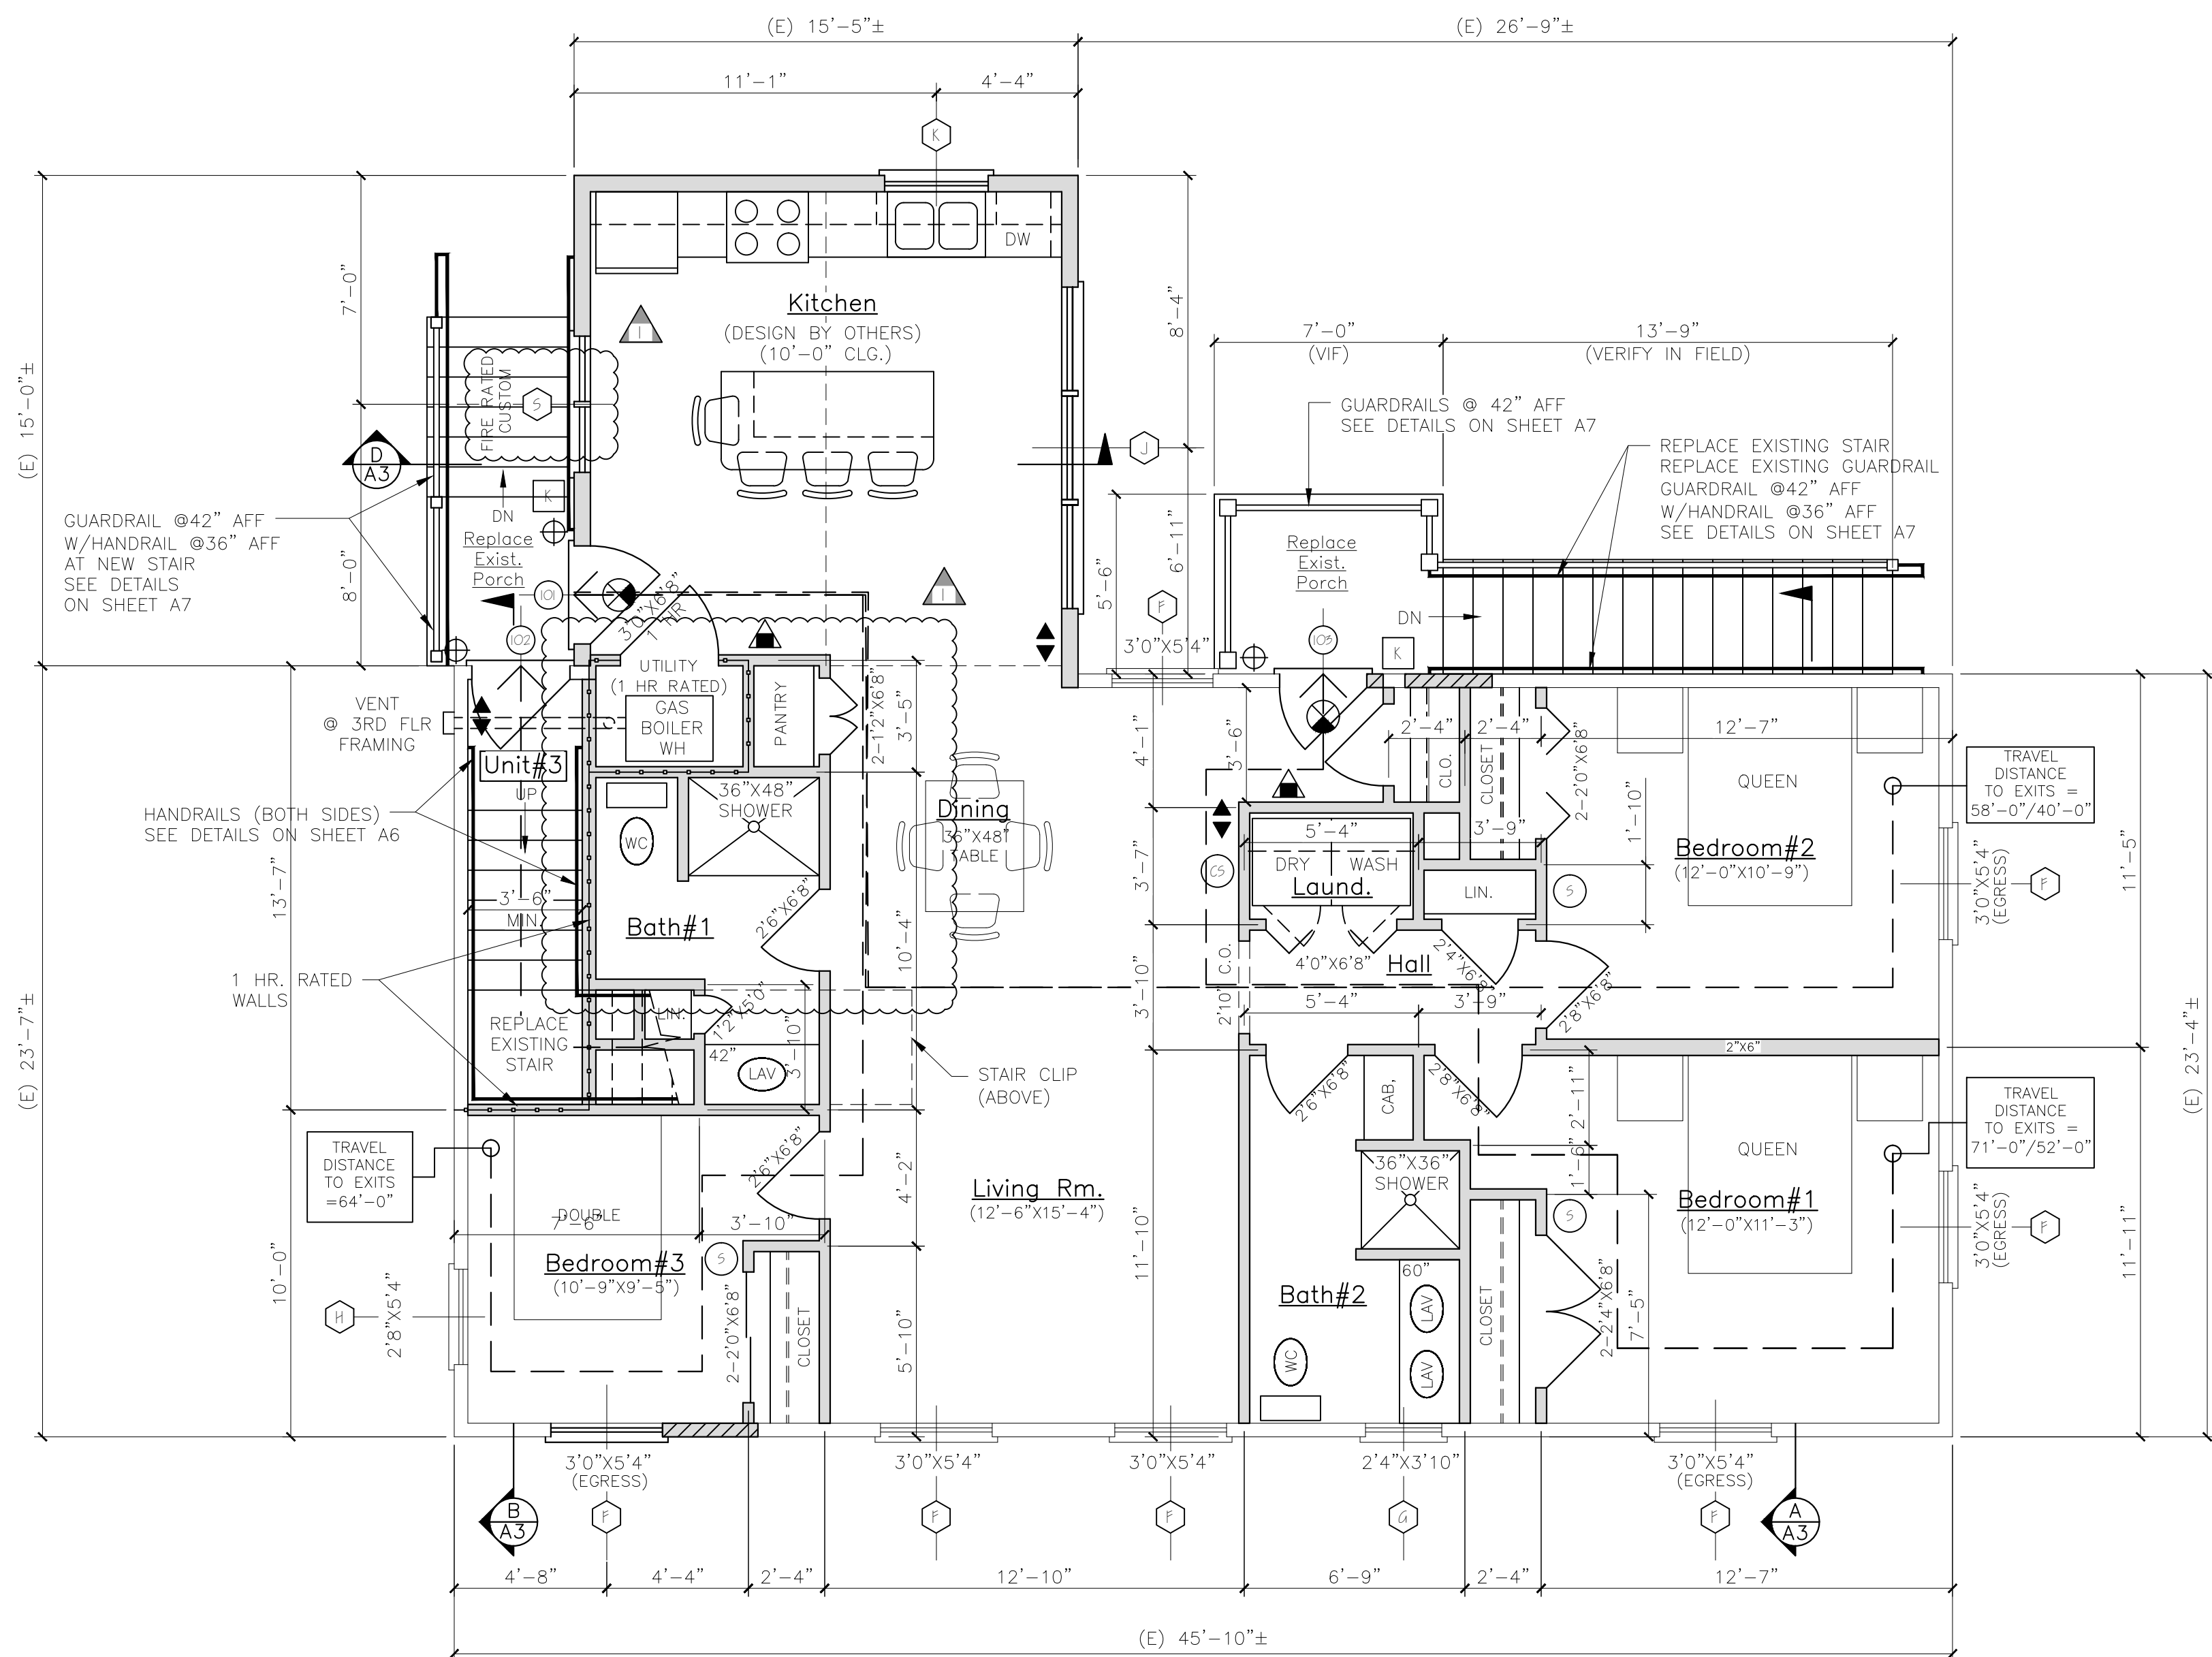 (E) 15'-5"±
(E) 26'-9"±
11'-1"
4'-4"
K
(E) 15'-0"±
7'-0"
8'-0"
DW
Kitchen
(DESIGN BY OTHERS)
(10'-0" CLG.)
1
FIRE RATED
CUSTOM
S
D
A3
K
DN
Replace
Exist.
Porch
GUARDRAIL @42" AFF
W/HANDRAIL @36" AFF
AT NEW STAIR
SEE DETAILS
ON SHEET A7
8'-4"
J
6'-11"
5'-6"
7'-0"
(VIF)
13'-9"
(VERIFY IN FIELD)
GUARDRAILS @ 42" AFF
SEE DETAILS ON SHEET A7
REPLACE EXISTING STAIR
REPLACE EXISTING GUARDRAIL
GUARDRAIL @42" AFF
W/HANDRAIL @36" AFF
SEE DETAILS ON SHEET A7
Replace
Exist.
Porch
DN
103
K
F
3'0"X5'4"
101
102
3'0"X6'8"
1 HR
1
UTILITY
(1 HR RATED)
GAS
BOILER
WH
PANTRY
2-1'2"X6'8"
3'-5"
VENT
@ 3RD FLR
FRAMING
Unit#3
UP
HANDRAILS (BOTH SIDES)
SEE DETAILS ON SHEET A6
3'-6"
MIN.
13'-7"
1 HR. RATED
WALLS
REPLACE
EXISTING
STAIR
(E) 23'-7"±
10'-0"
36"X48"
SHOWER
WC
Bath#1
2'6"X6'8"
10'-4"
LIN.
1'2"X5'0"
3'-10"
42"
LAV
Dining
36"X48"
TABLE
STAIR CLIP
(ABOVE)
4'-1"
3'-6"
3'-7"
3'-10"
11'-10"
2'-4"
2'-4"
12'-7"
CLO.
CLOSET
2-2'0"X6'8"
1'-10"
QUEEN
Bedroom#2
(12'-0"X10'-9")
TRAVEL
DISTANCE
TO EXITS =
58'-0"/40'-0"
3'0"X5'4"
(EGRESS)
F
11'-5"
5'-4"
3'-9"
DRY
WASH
Laund.
LIN.
CS
S
4'0"X6'8"
Hall
2'4"X6'8"
2'10" C.O.
5'-4"
3'-9"
2'8"X6'8"
2"X6"
(E) 23'-4"±
2'6"X6'8"
CAB,
2'8"X6'8"
2'-11"
1'-6"
36"X36"
SHOWER
QUEEN
Bedroom#1
(12'-0"X11'-3")
TRAVEL
DISTANCE
TO EXITS =
71'-0"/52'-0"
3'0"X5'4"
(EGRESS)
F
11'-11"
S
60"
Bath#2
LAV
LAV
WC
CLOSET
2-2'4"X6'8"
7'-5"
TRAVEL
DISTANCE
TO EXITS
=64'-0"
2'6"X6'8"
4'-2"
Living Rm.
(12'-6"X15'-4")
DOUBLE
7'-6"
3'-10"
Bedroom#3
(10'-9"X9'-5")
S
H
2'8"X5'4"
2-2'0"X6'8"
CLOSET
5'-10"
3'0"X5'4"
(EGRESS)
3'0"X5'4"
3'0"X5'4"
2'4"X3'10"
3'0"X5'4"
(EGRESS)
B
A3
F
F
F
G
F
A
A3
4'-8"
4'-4"
2'-4"
12'-10"
6'-9"
2'-4"
12'-7"
(E) 45'-10"±